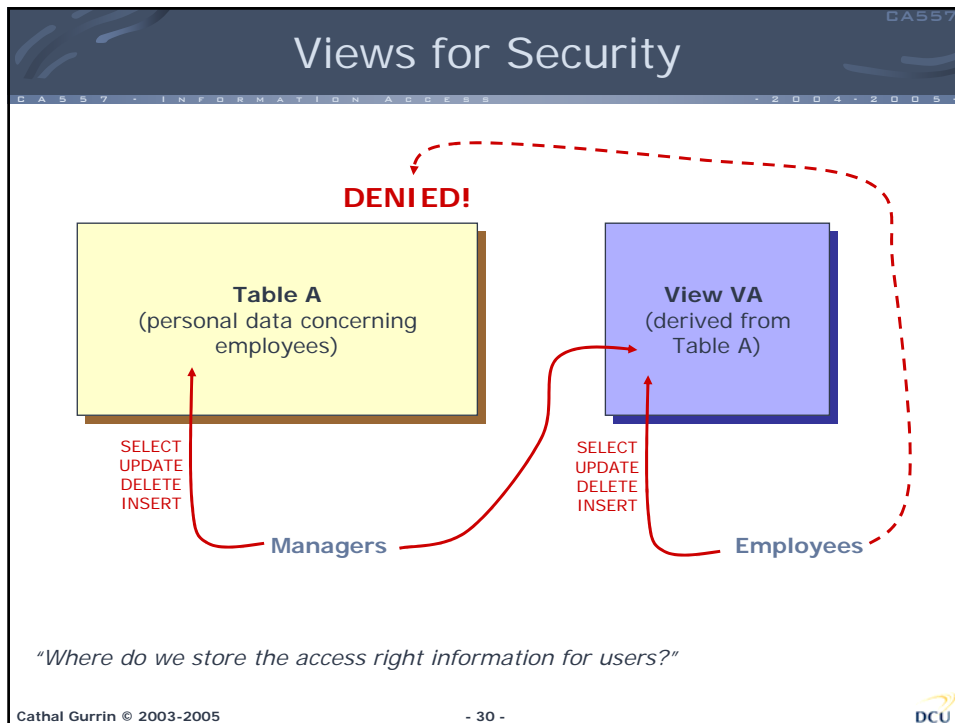 CA557
Views for Security
CA557 - Information Access
- 2004-2005-
DENIED!
Table A
(personal data concerning
employees)
View VA
(derived from
Table A)
SELECT
UPDATE
DELETE
INSERT
SELECT
UPDATE
DELETE
INSERT
Managers
Employees
"Where do we store the access right information for users?"
Cathal Gurrin © 2003-2005
- 30 -
DCU